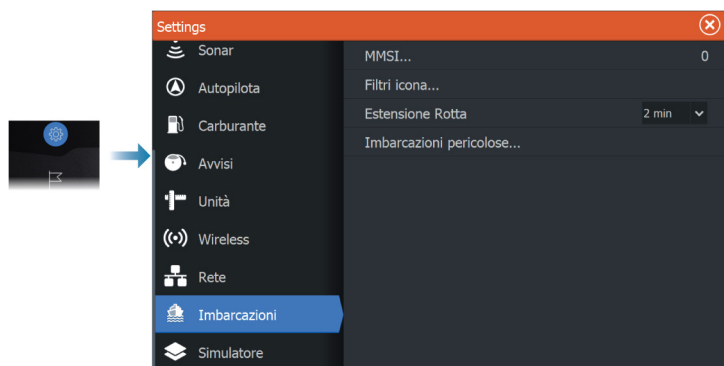 Settings
Sonar
Autopilota
Carburante
Avvisi
Unità
Wireless
Rete
Imbarcazioni
Simulatore
MMSI... 0
Filtri icona...
Estensione Rotta 2 min
Imbarcazioni pericolose...